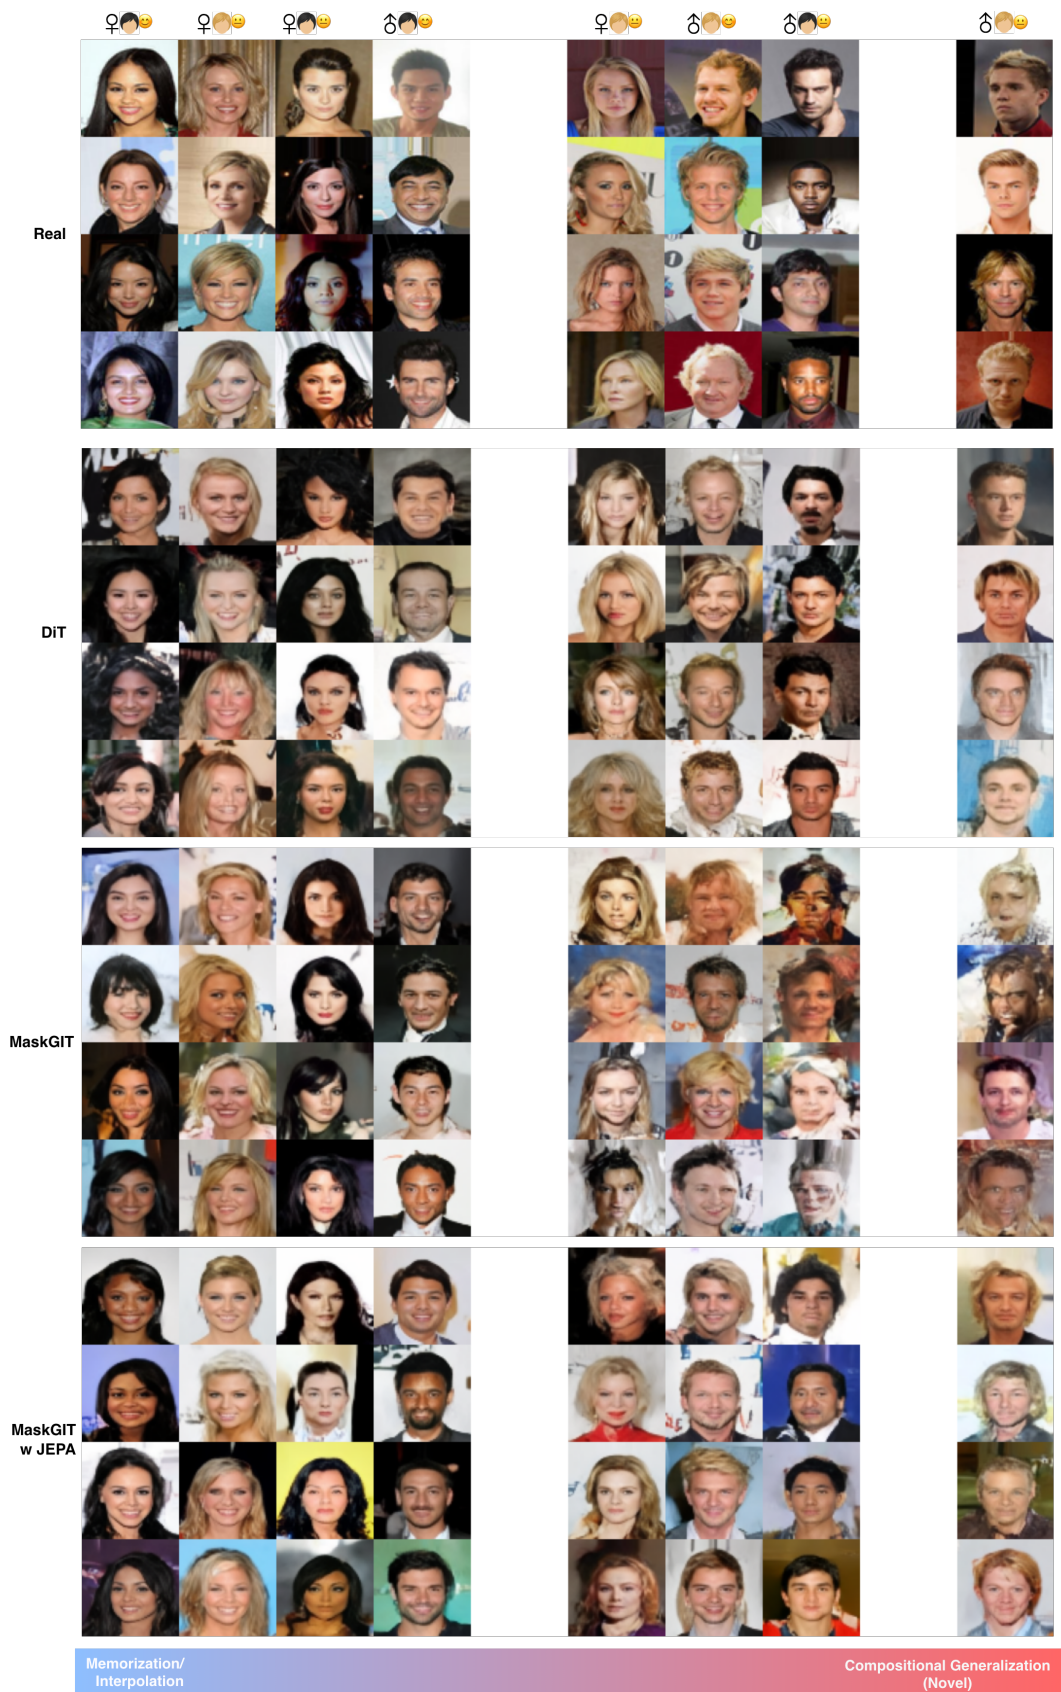 ♀👩🏻😊 ♀👩🏼😐 ♀👩🏻😐 ♂👩🏻😊 ♀👩🏼😐 ♂👩🏼😊 ♂👩🏻😐 ♂👩🏼😐
Real
DiT
MaskGIT
MaskGIT
w JEPA
Memorization/
Interpolation
Compositional Generalization
(Novel)